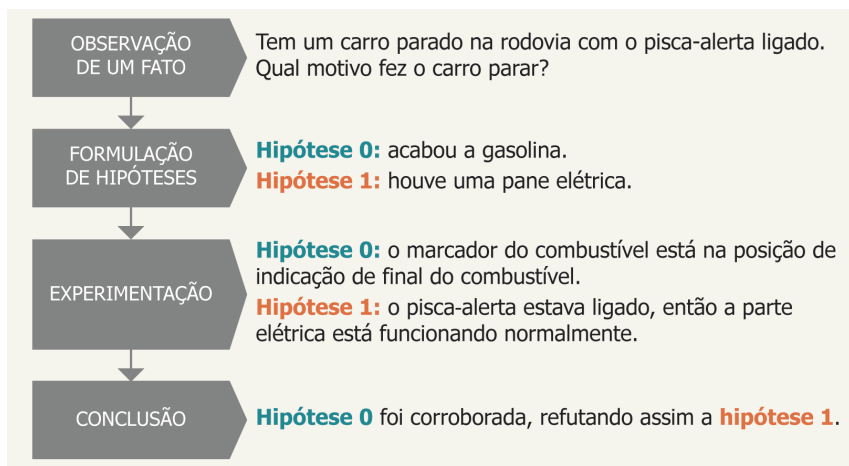 OBSERVAÇÃO
DE UM FATO
Tem um carro parado na rodovia com o pisca-alerta ligado.
Qual motivo fez o carro parar?
FORMULAÇÃO
DE HIPÓTESES
Hipótese 0: acabou a gasolina.
Hipótese 1: houve uma pane elétrica.
EXPERIMENTAÇÃO
Hipótese 0: o marcador do combustível está na posição de
indicação de final do combustível.
Hipótese 1: o pisca-alerta estava ligado, então a parte
elétrica está funcionando normalmente.
CONCLUSÃO
Hipótese 0 foi corroborada, refutando assim a hipótese 1.